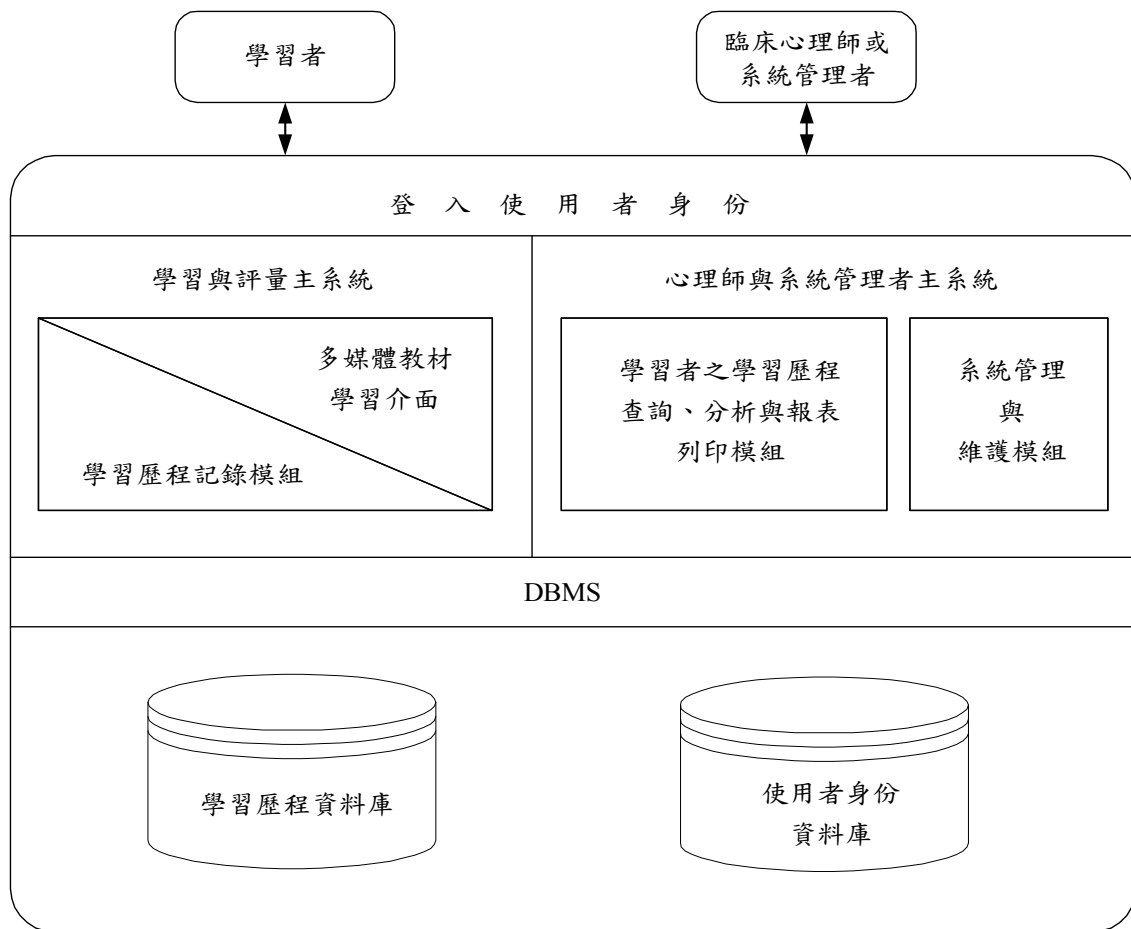 學習者
臨床心理師或
系統管理者
登入使用者身份
學習與評量主系統
多媒體教材
學習介面
學習歷程記錄模組
心理師與系統管理者主系統
學習者之學習歷程
查詢、分析與報表
列印模組
系統管理
與
維護模組
DBMS
學習歷程資料庫
使用者身份
資料庫